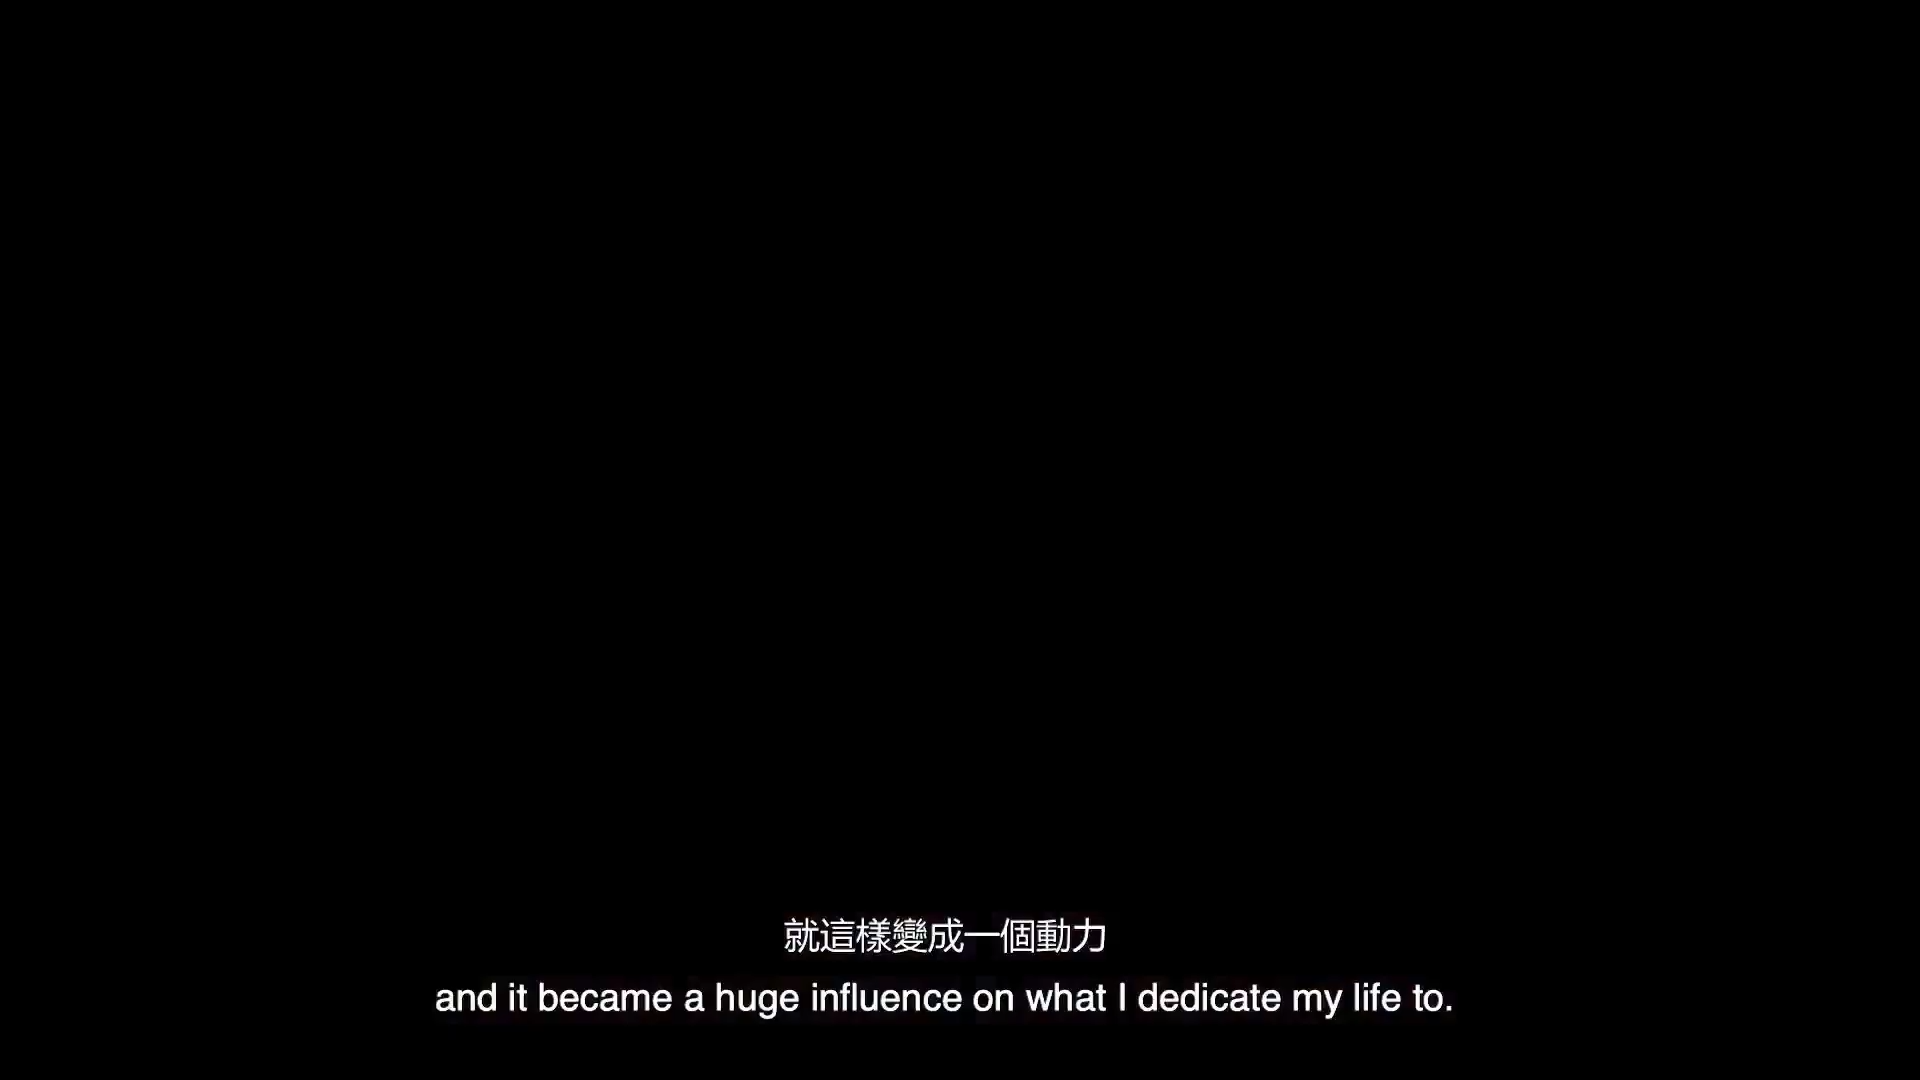 就這樣變成一個動力
and it became a huge influence on what I dedicate my life to.